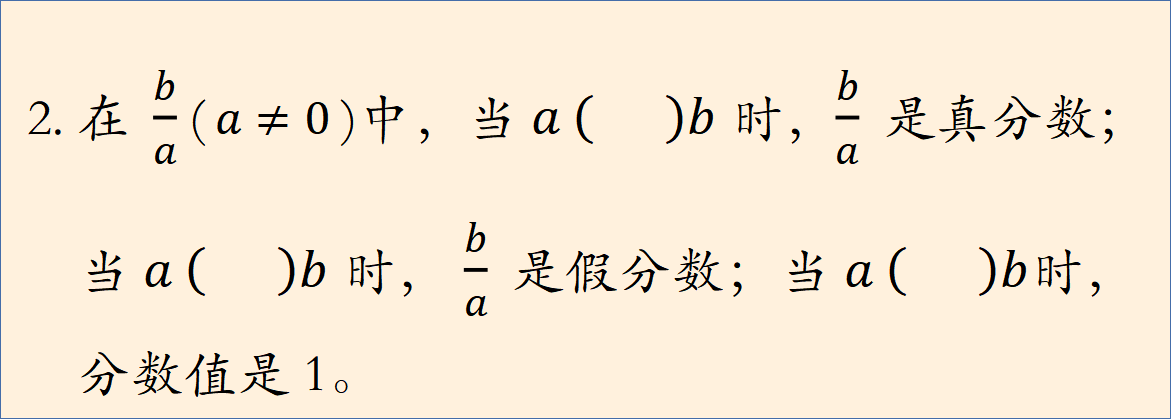 2. 在 b/a (a ≠ 0)中，当 a (　)b 时，b/a 是真分数；
当 a (　)b 时，b/a 是假分数；当 a (　)b时，
分数值是 1。